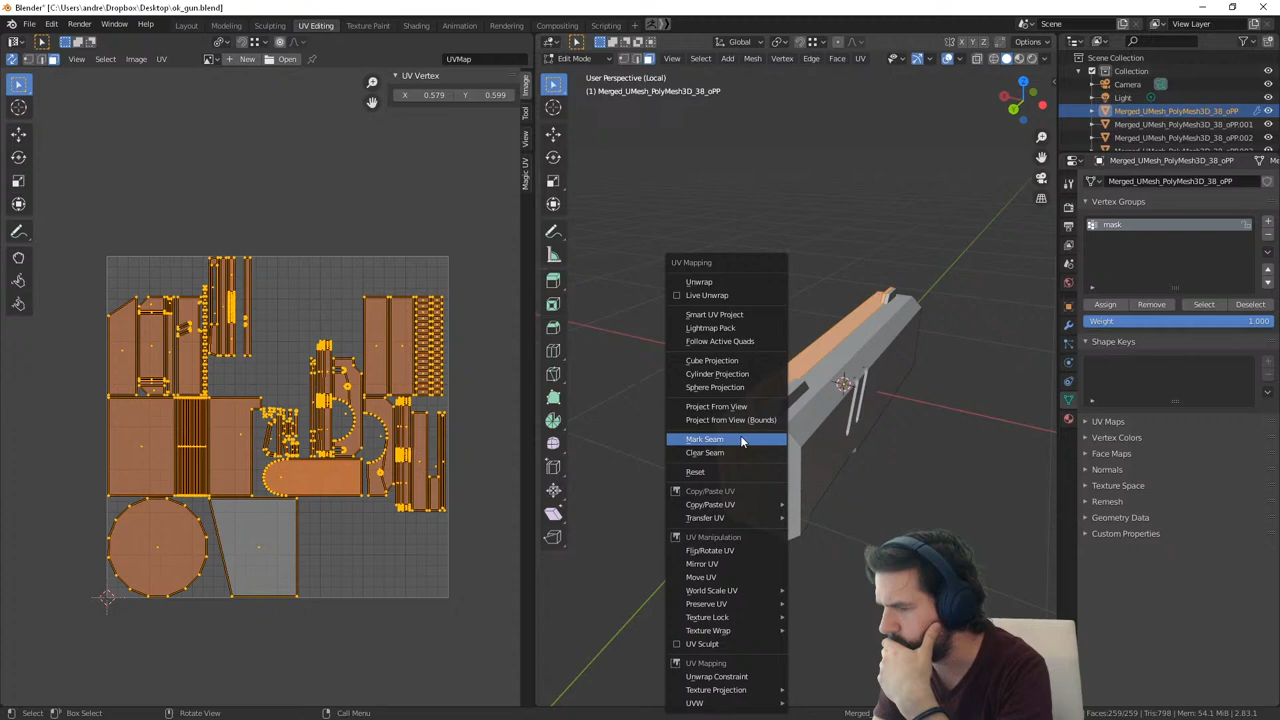 Blender* [C:\Users\andre\Dropbox\Desktop\ok_gun.blend]
File Edit Render Window Help Layout Modeling Sculpting UV Editing Texture Paint Shading Animation Rendering Compositing Scripting Scene View Layer
Global Options
View Select Image UV New Open UVMap Edit Mode View Select Add Mesh Vertex Edge Face UV
UV Vertex
X 0.579 Y 0.599
Image
Tool
View
Magic UV
User Perspective (Local)
(1) Merged_UMesh_PolyMesh3D_38_oPP
X Y Z
Collection
Camera
Light
Merged_UMesh_PolyMesh3D_38_oPP
Merged_UMesh_PolyMesh3D_38_oPP.001
Merged_UMesh_PolyMesh3D_38_oPP.002
Merged_UMesh_PolyMesh3D_38_oPP
Merged_UMesh_PolyMesh3D_38_oPP
Vertex Groups
mask
Assign Remove Select Deselect
Weight 1.000
Shape Keys
UV Maps
Vertex Colors
Face Maps
Normals
Texture Space
Remesh
Geometry Data
Custom Properties
UV Mapping
Unwrap
Live Unwrap
Smart UV Project
Lightmap Pack
Follow Active Quads
Cube Projection
Cylinder Projection
Sphere Projection
Project From View
Project from View (Bounds)
Mark Seam
Clear Seam
Reset
Copy/Paste UV
Copy/Paste UV
Transfer UV
UV Manipulation
Flip/Rotate UV
Mirror UV
Move UV
World Scale UV
Preserve UV
Texture Lock
Texture Wrap
UV Sculpt
UV Mapping
Unwrap Constraint
Texture Projection
UVW
Select Box Select Rotate View Call Menu Merged Faces:259/259 | Tris:798 | Mem: 54.1 MiB | 2.83.1